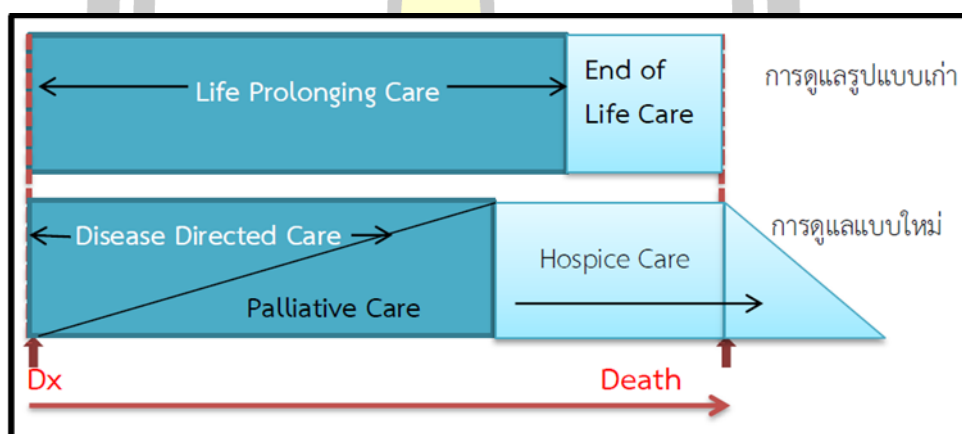 Life Prolonging Care
End of
Life Care
การดูแลรูปแบบเก่า
Disease Directed Care
Palliative Care
Hospice Care
การดูแลแบบใหม่
Dx
Death